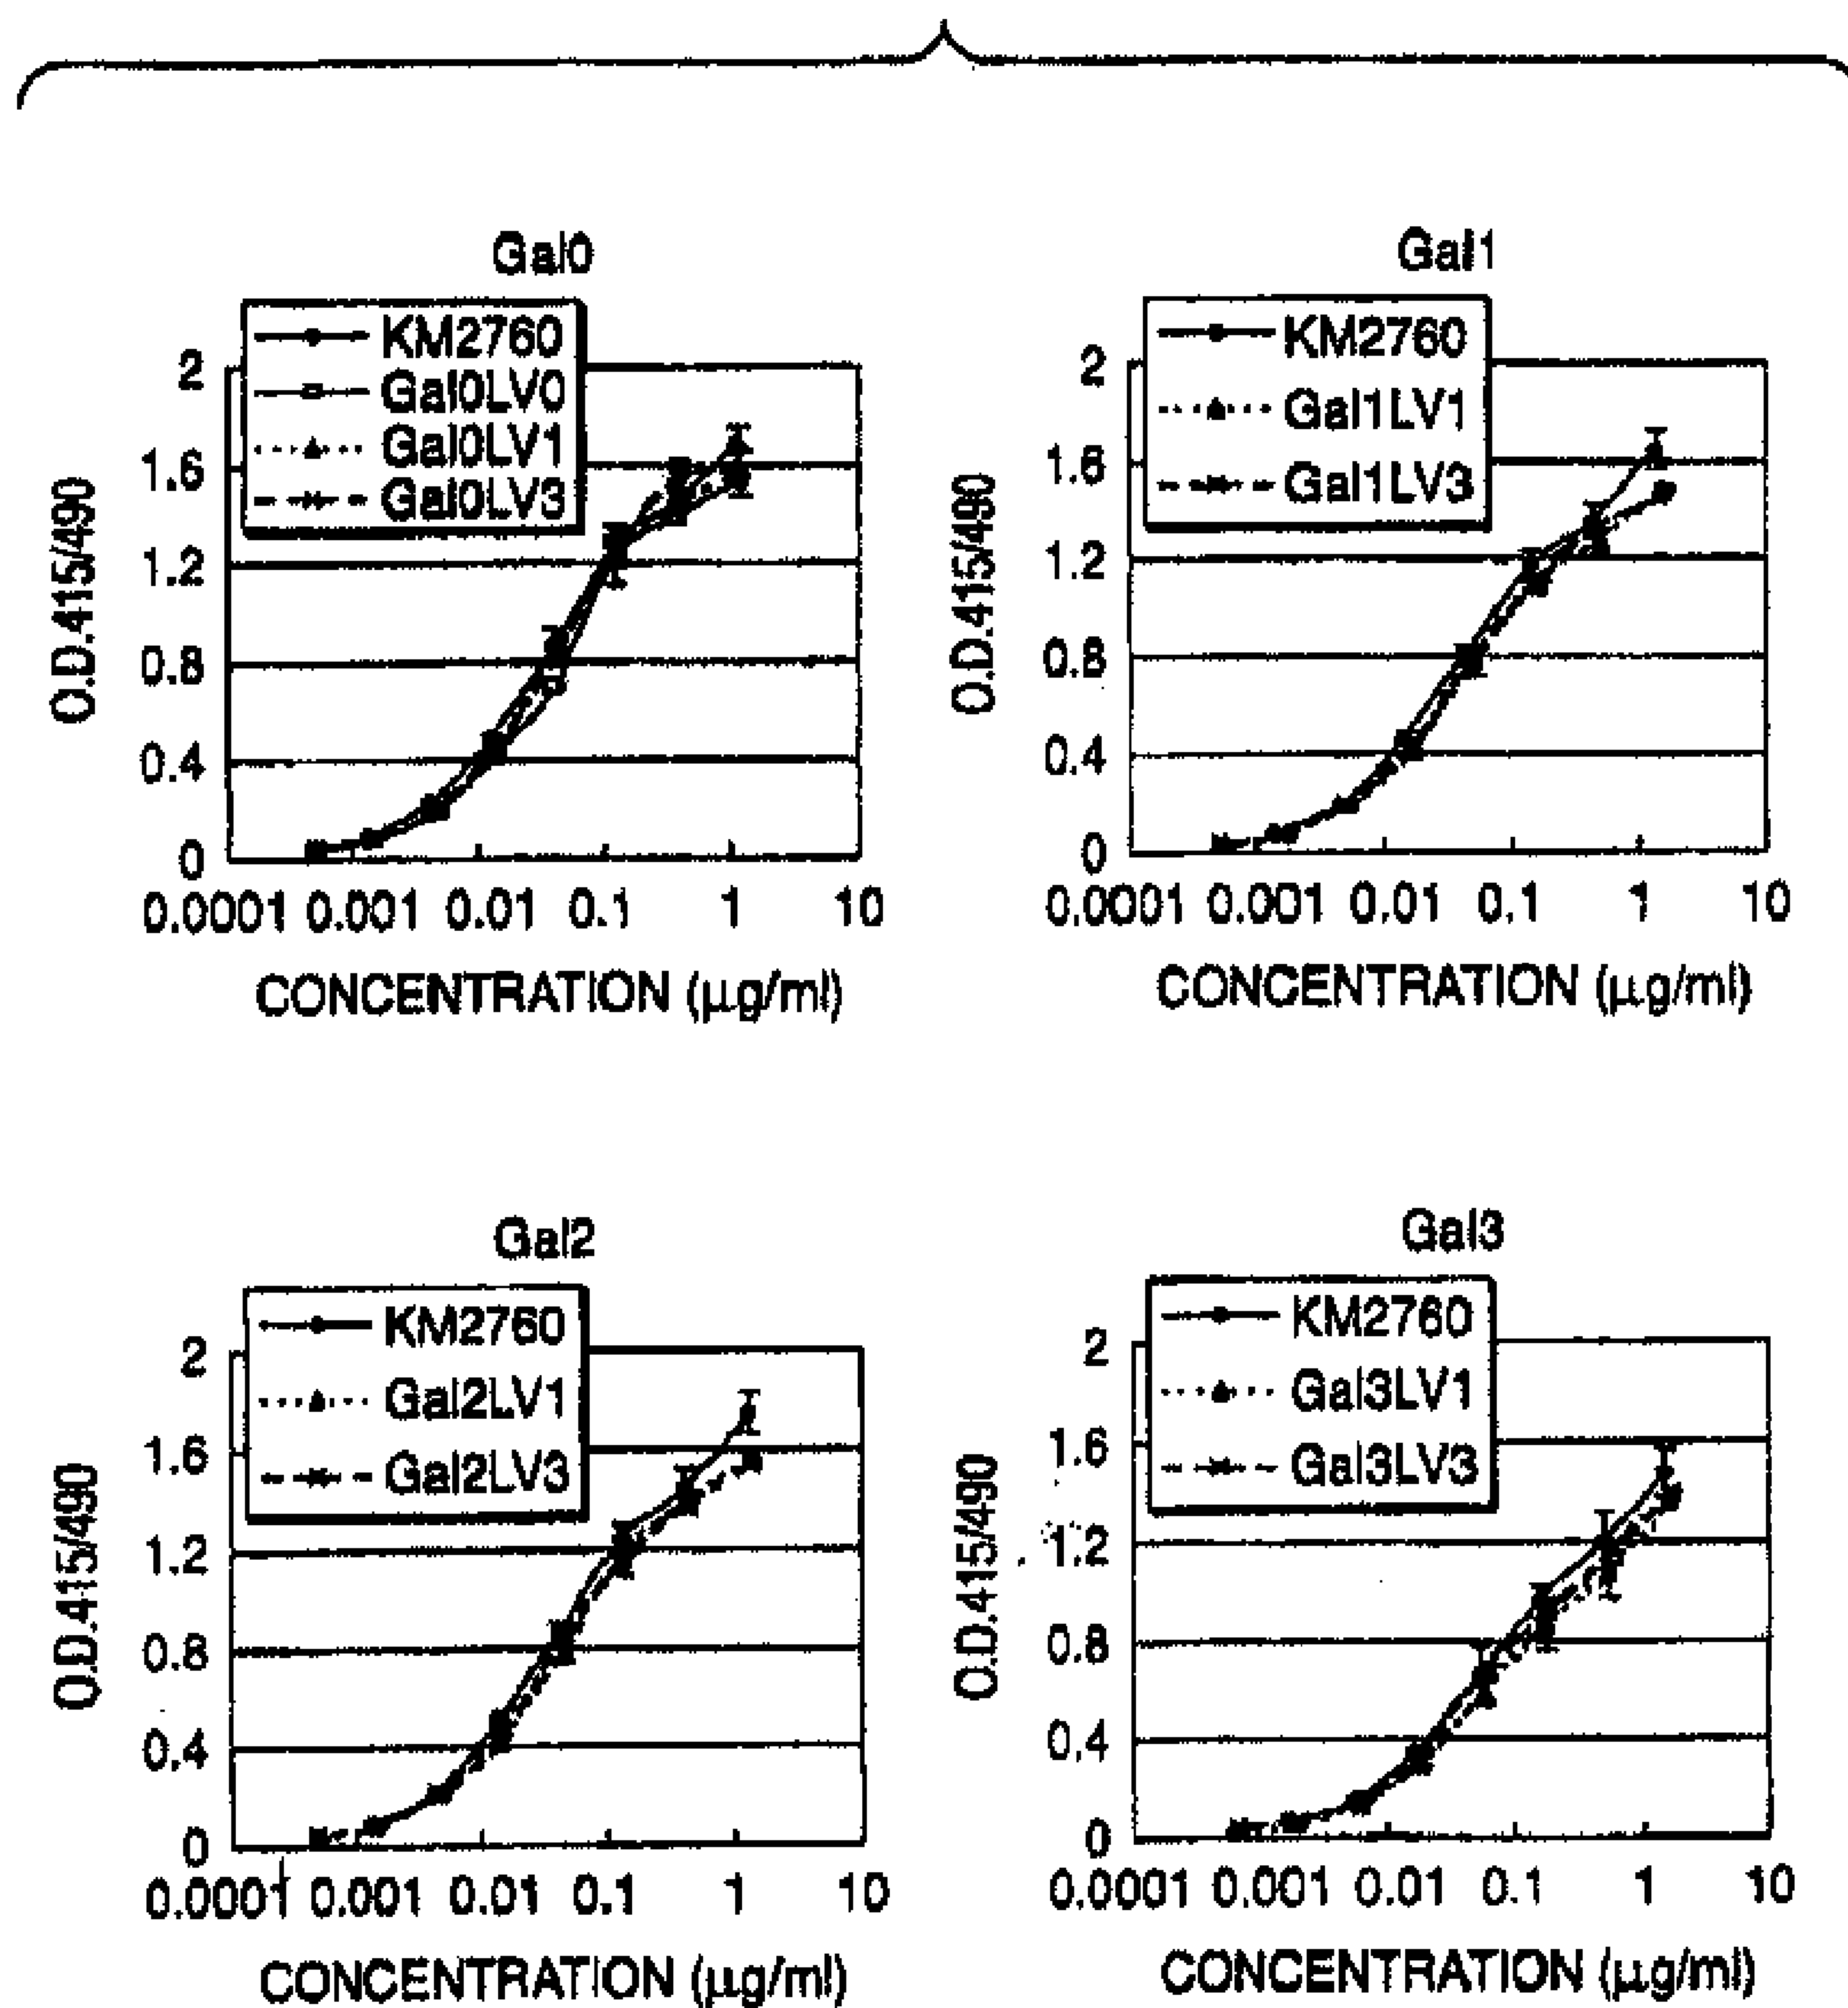 Gal0
KM2760
Gal0LV0
Gal0LV1
Gal0LV3
O.D.415/490
2
1.6
1.2
0.8
0.4
0
0.0001 0.001 0.01 0.1 1 10
CONCENTRATION (µg/ml)
Gal1
KM2760
Gal1LV1
Gal1LV3
O.D.415/490
2
1.6
1.2
0.8
0.4
0
0.0001 0.001 0.01 0.1 1 10
CONCENTRATION (µg/ml)
Gal2
KM2760
Gal2LV1
Gal2LV3
O.D.415/490
2
1.6
1.2
0.8
0.4
0
0.0001 0.001 0.01 0.1 1 10
CONCENTRATION (µg/ml)
Gal3
KM2760
Gal3LV1
Gal3LV3
O.D.415/490
2
1.6
1.2
0.8
0.4
0
0.0001 0.001 0.01 0.1 1 10
CONCENTRATION (µg/ml)